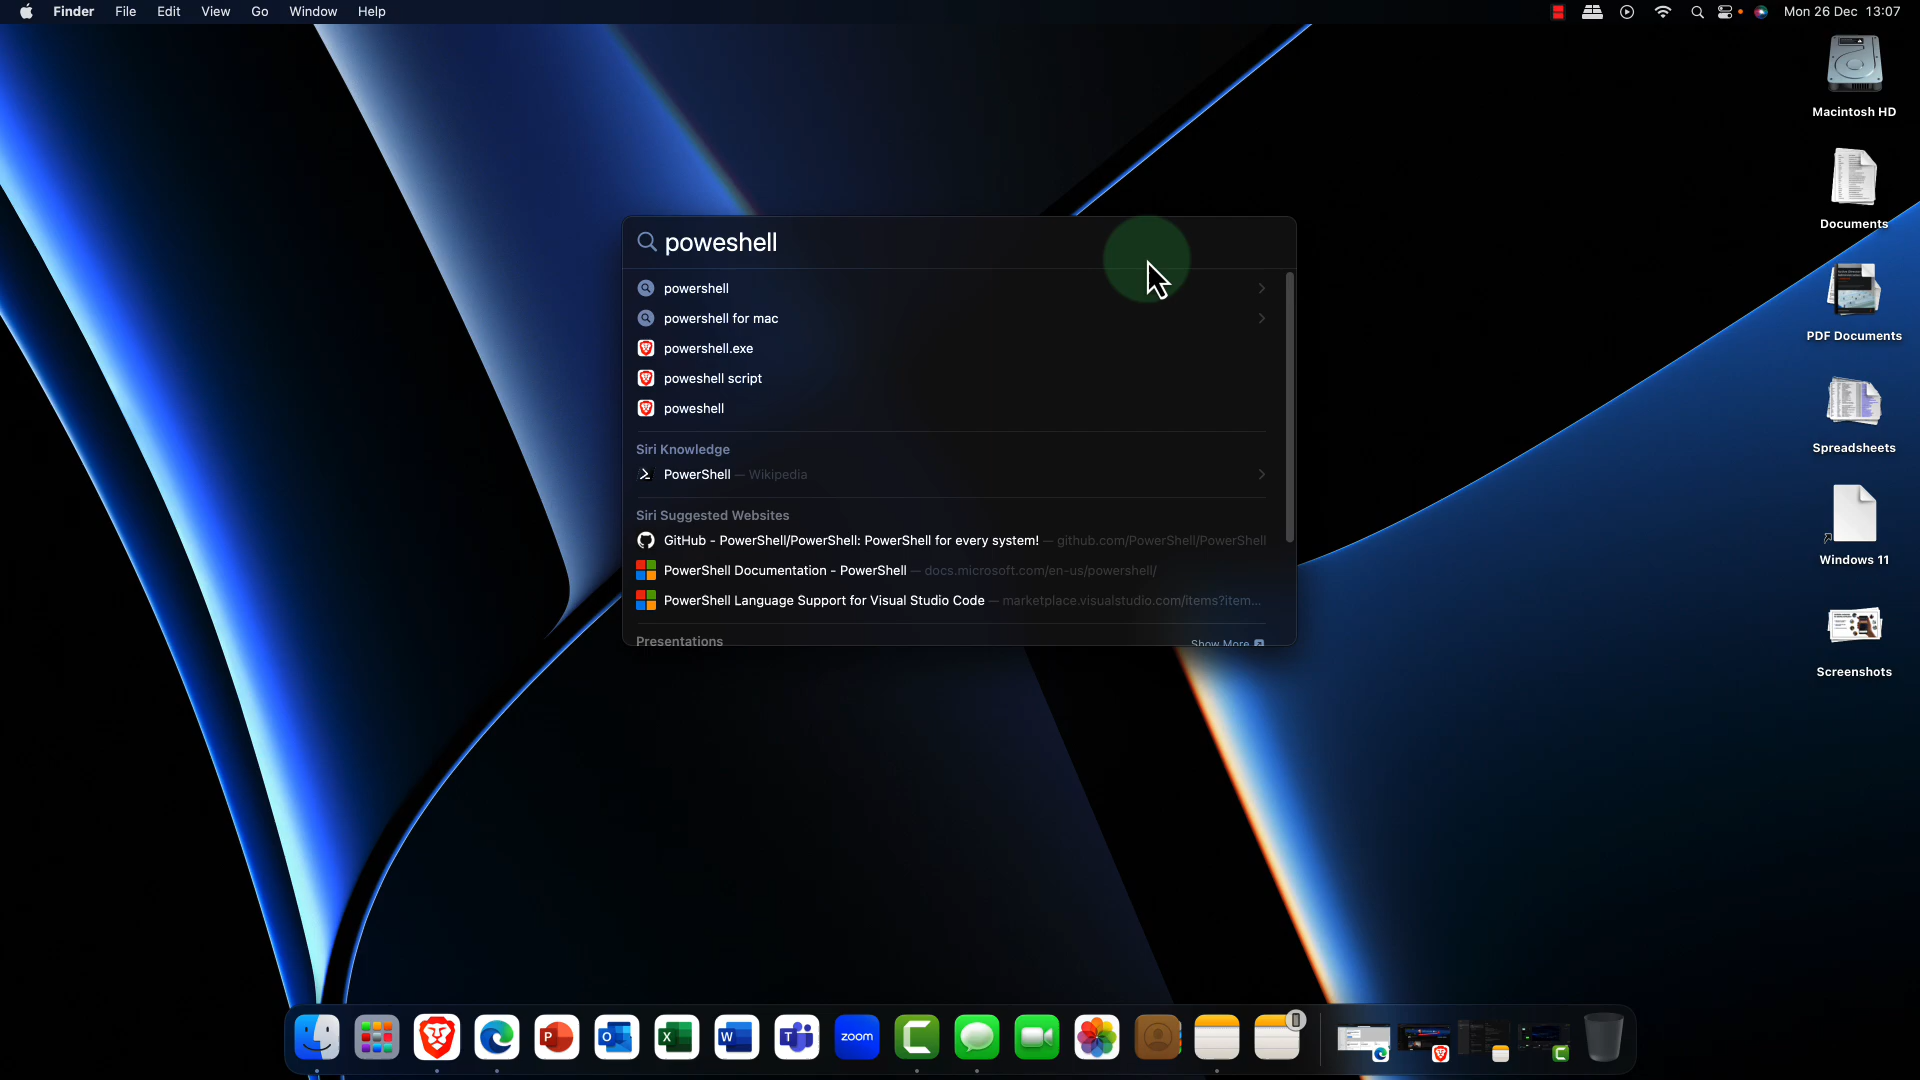 Finder File Edit View Go Window Help Mon 26 Dec 13:07
Macintosh HD
Documents
PDF Documents
Spreadsheets
Windows 11
Screenshots
poweshell
powershell
powershell for mac
powershell.exe
poweshell script
poweshell
Siri Knowledge
PowerShell — Wikipedia
Siri Suggested Websites
GitHub - PowerShell/PowerShell: PowerShell for every system! — github.com/PowerShell/PowerShell
PowerShell Documentation - PowerShell — docs.microsoft.com/en-us/powershell/
PowerShell Language Support for Visual Studio Code — marketplace.visualstudio.com/items?item...
Presentations Show More
zoom